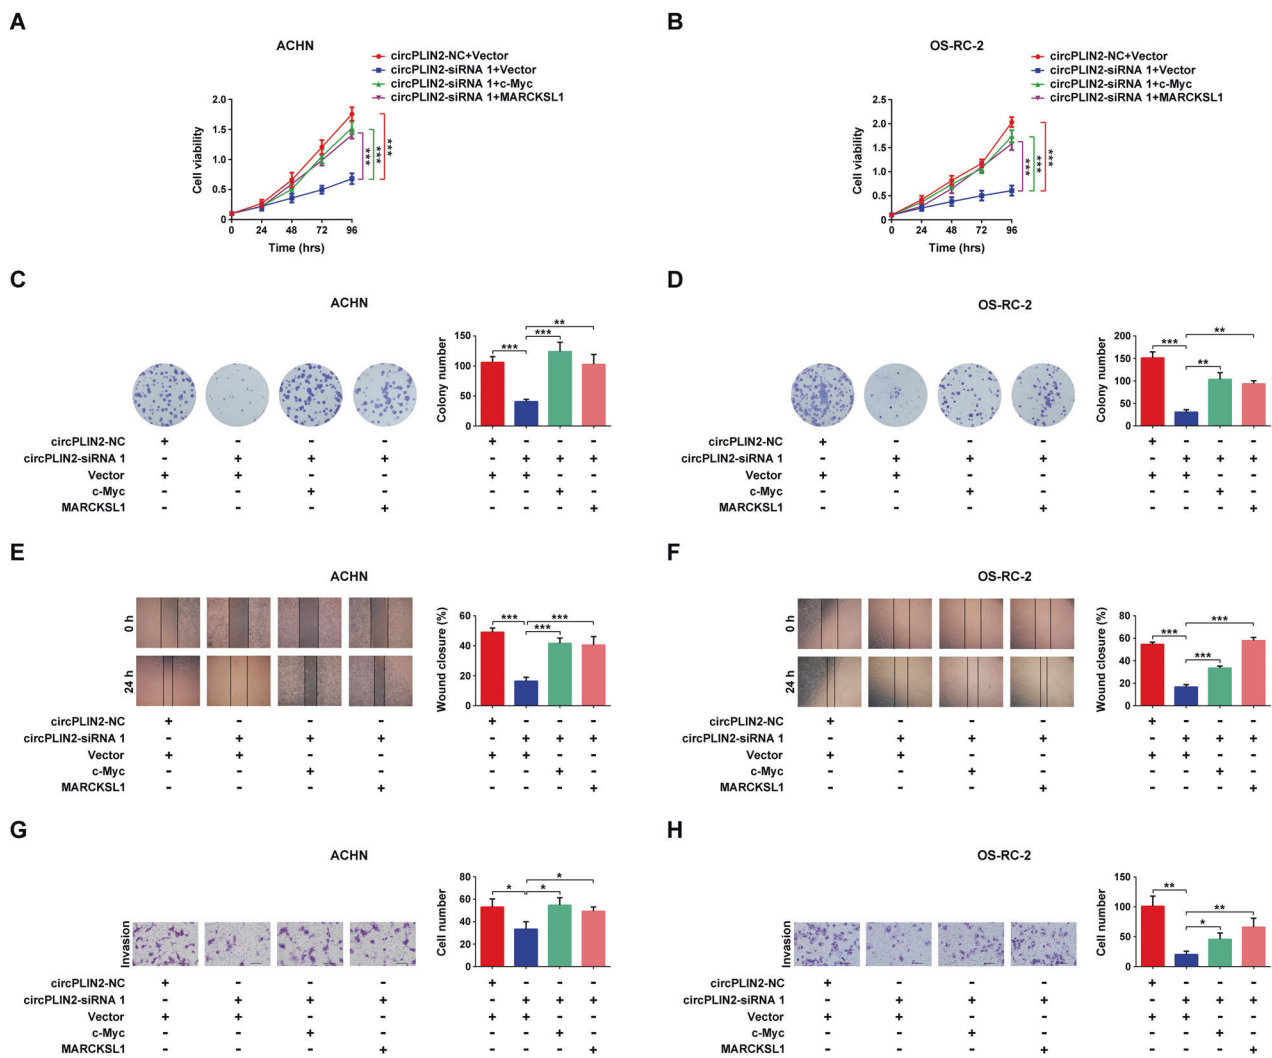 A
ACHN
circPLIN2-NC+Vector
circPLIN2-siRNA 1+Vector
circPLIN2-siRNA 1+c-Myc
circPLIN2-siRNA 1+MARCKSL1
Cell viability
2.0
1.5
1.0
0.5
0
0 24 48 72 96
Time (hrs)
*** *** ***
B
OS-RC-2
circPLIN2-NC+Vector
circPLIN2-siRNA 1+Vector
circPLIN2-siRNA 1+c-Myc
circPLIN2-siRNA 1+MARCKSL1
Cell viability
2.5
2.0
1.5
1.0
0.5
0
0 24 48 72 96
Time (hrs)
*** *** ***
C
ACHN
Colony number
150
100
50
0
**
*** ***
circPLIN2-NC + - - - + - - -
circPLIN2-siRNA 1 - + + + - + + +
Vector + + - - + + - -
c-Myc - - + - - - + -
MARCKSL1 - - - + - - - +
D
OS-RC-2
Colony number
200
150
100
50
0
*** **
**
circPLIN2-NC + - - - + - - -
circPLIN2-siRNA 1 - + + + - + + +
Vector + + - - + + - -
c-Myc - - + - - - + -
MARCKSL1 - - - + - - - +
E
ACHN
0 h
24 h
Wound closure (%)
60
40
20
0
*** ***
***
circPLIN2-NC + - - - + - - -
circPLIN2-siRNA 1 - + + + - + + +
Vector + + - - + + - -
c-Myc - - + - - - + -
MARCKSL1 - - - + - - - +
F
OS-RC-2
0 h
24 h
Wound closure (%)
80
60
40
20
0
*** ***
***
circPLIN2-NC + - - - + - - -
circPLIN2-siRNA 1 - + + + - + + +
Vector + + - - + + - -
c-Myc - - + - - - + -
MARCKSL1 - - - + - - - +
G
ACHN
Invasion
Cell number
80
60
40
20
0
*
* *
circPLIN2-NC + - - - + - - -
circPLIN2-siRNA 1 - + + + - + + +
Vector + + - - + + - -
c-Myc - - + - - - + -
MARCKSL1 - - - + - - - +
H
OS-RC-2
Invasion
Cell number
150
100
50
0
** **
*
circPLIN2-NC + - - - + - - -
circPLIN2-siRNA 1 - + + + - + + +
Vector + + - - + + - -
c-Myc - - + - - - + -
MARCKSL1 - - - + - - - +